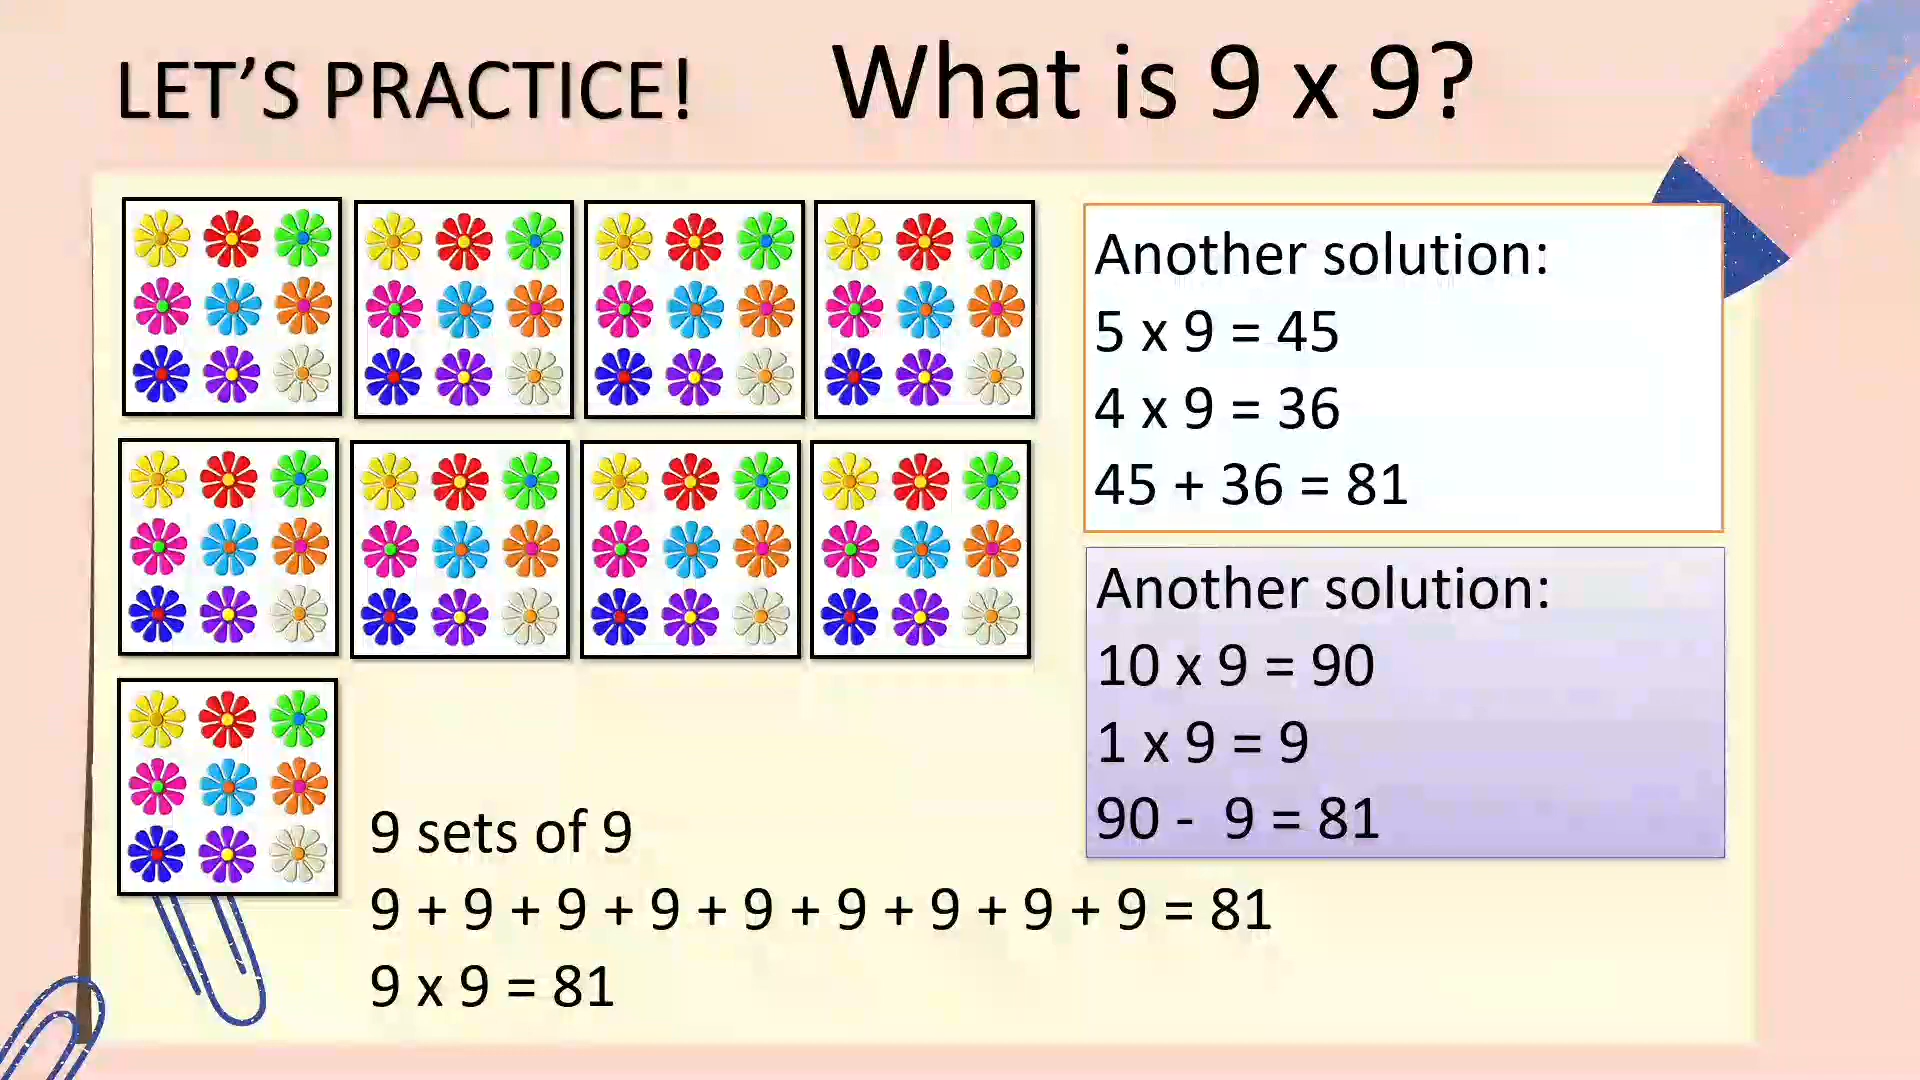 LET’S PRACTICE!
What is 9 x 9?
Another solution:
5 x 9 = 45
4 x 9 = 36
45 + 36 = 81
Another solution:
10 x 9 = 90
1 x 9 = 9
90 -  9 = 81
9 sets of 9
9 + 9 + 9 + 9 + 9 + 9 + 9 + 9 + 9 = 81
9 x 9 = 81